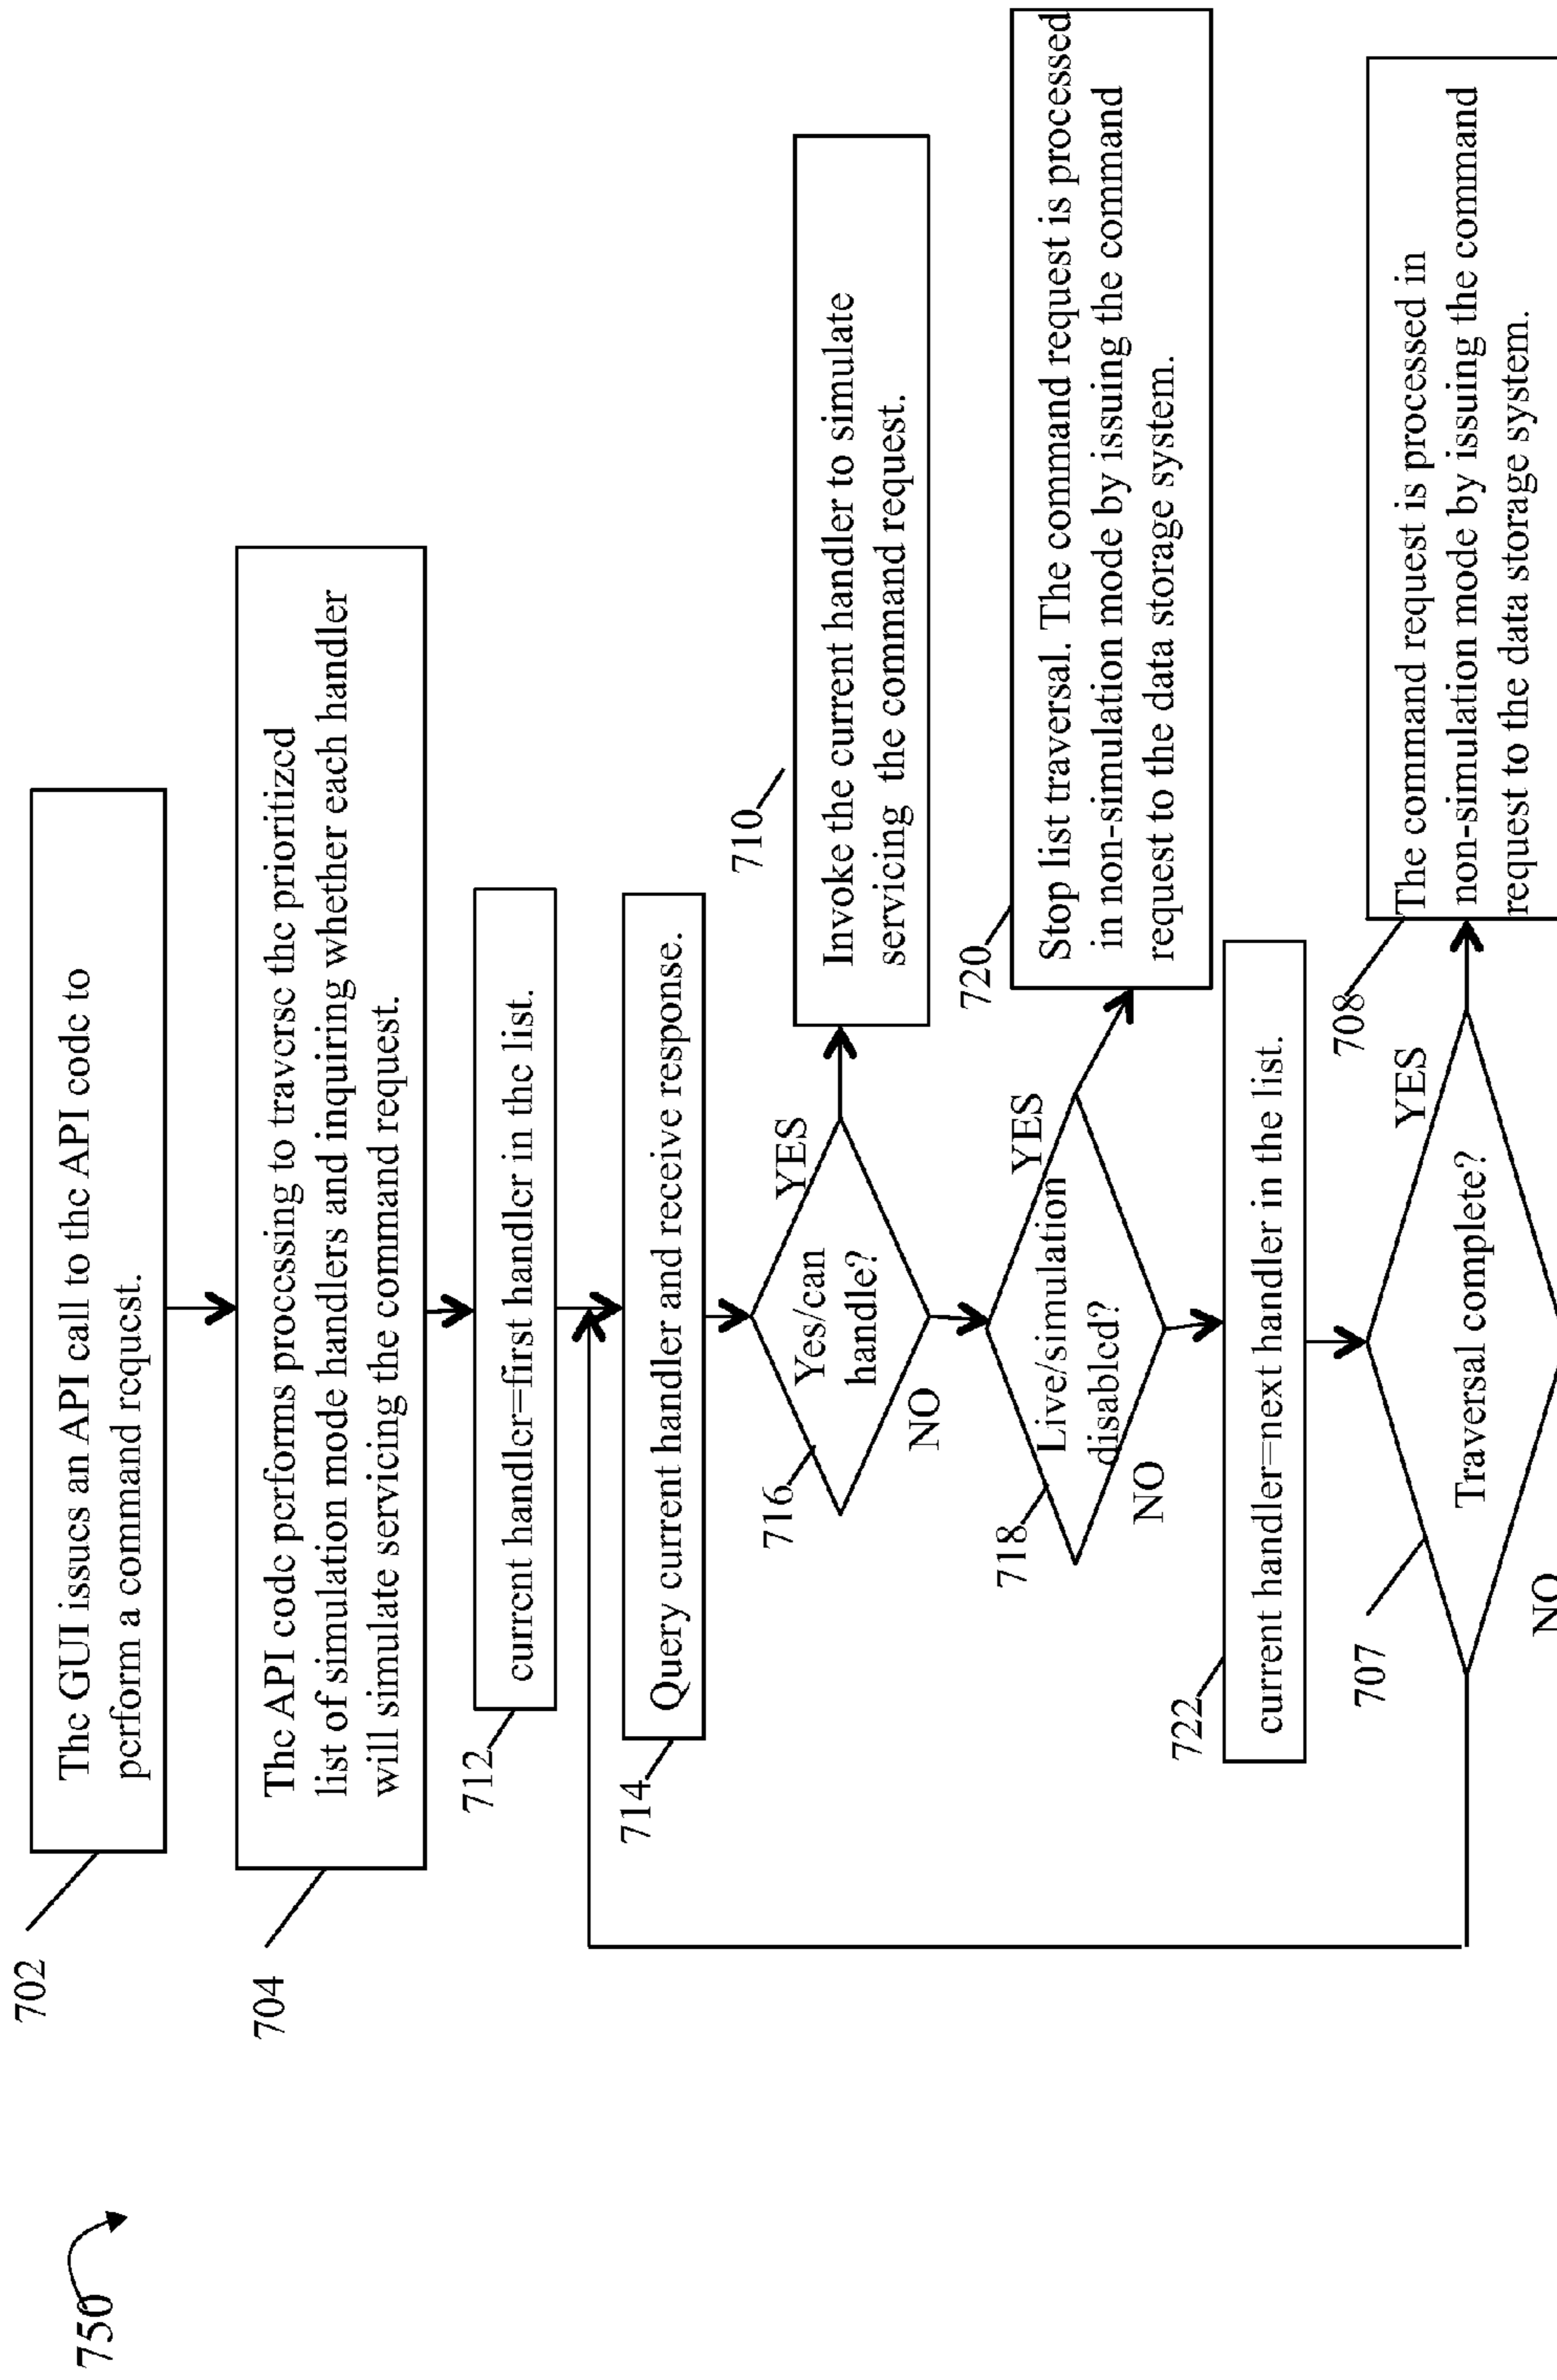 750
702
The GUI issues an API call to the API code to
perform a command request.
704
The API code performs processing to traverse the prioritized
list of simulation mode handlers and inquiring whether each handler
will simulate servicing the command request.
712
current handler=first handler in the list.
714
Query current handler and receive response.
716
Yes/can
handle?
YES
NO
710
Invoke the current handler to simulate
servicing the command request.
718
Live/simulation
disabled?
YES
NO
720
Stop list traversal. The command request is processed
in non-simulation mode by issuing the command
request to the data storage system.
722
current handler=next handler in the list.
707
Traversal complete?
YES
NO
708
The command request is processed in
non-simulation mode by issuing the command
request to the data storage system.